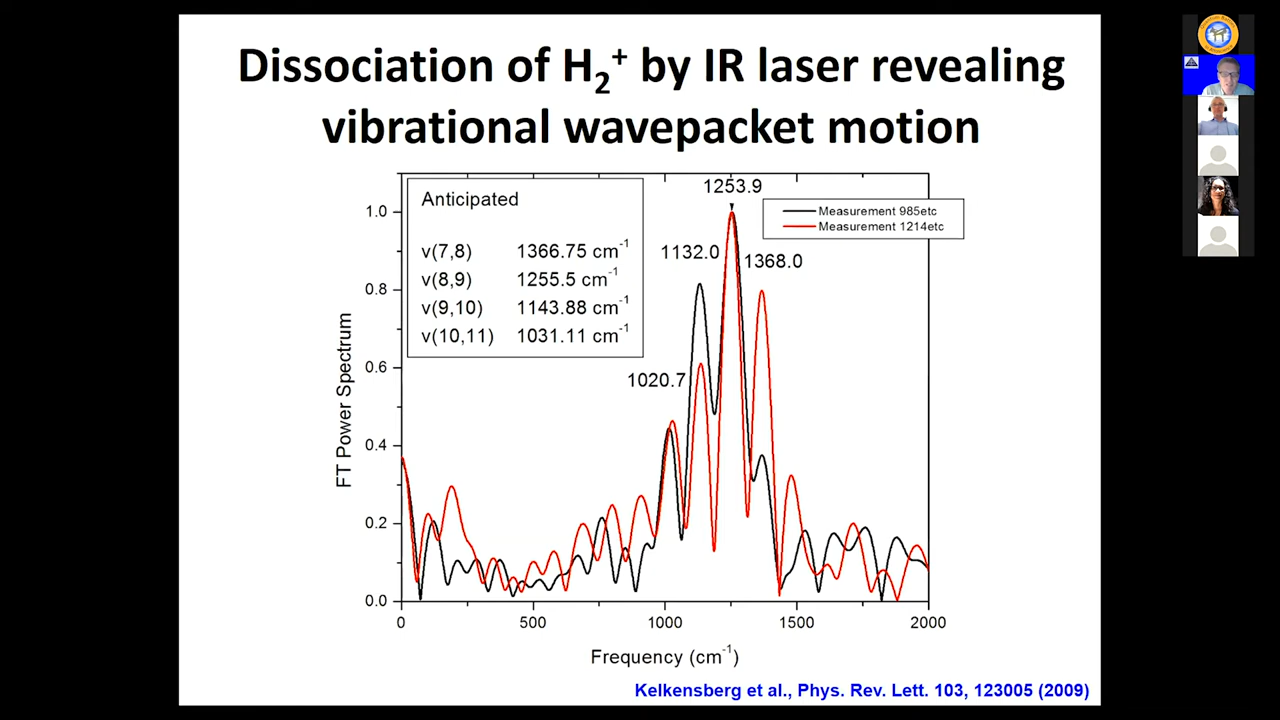 Dissociation of H₂⁺ by IR laser revealing
vibrational wavepacket motion
Anticipated
v(7,8) 1366.75 cm⁻¹
v(8,9) 1255.5 cm⁻¹
v(9,10) 1143.88 cm⁻¹
v(10,11) 1031.11 cm⁻¹
1253.9
Measurement 985etc
Measurement 1214etc
1132.0
1368.0
1020.7
FT Power Spectrum
1.0
0.8
0.6
0.4
0.2
0.0
0 500 1000 1500 2000
Frequency (cm⁻¹)
Kelkensberg et al., Phys. Rev. Lett. 103, 123005 (2009)